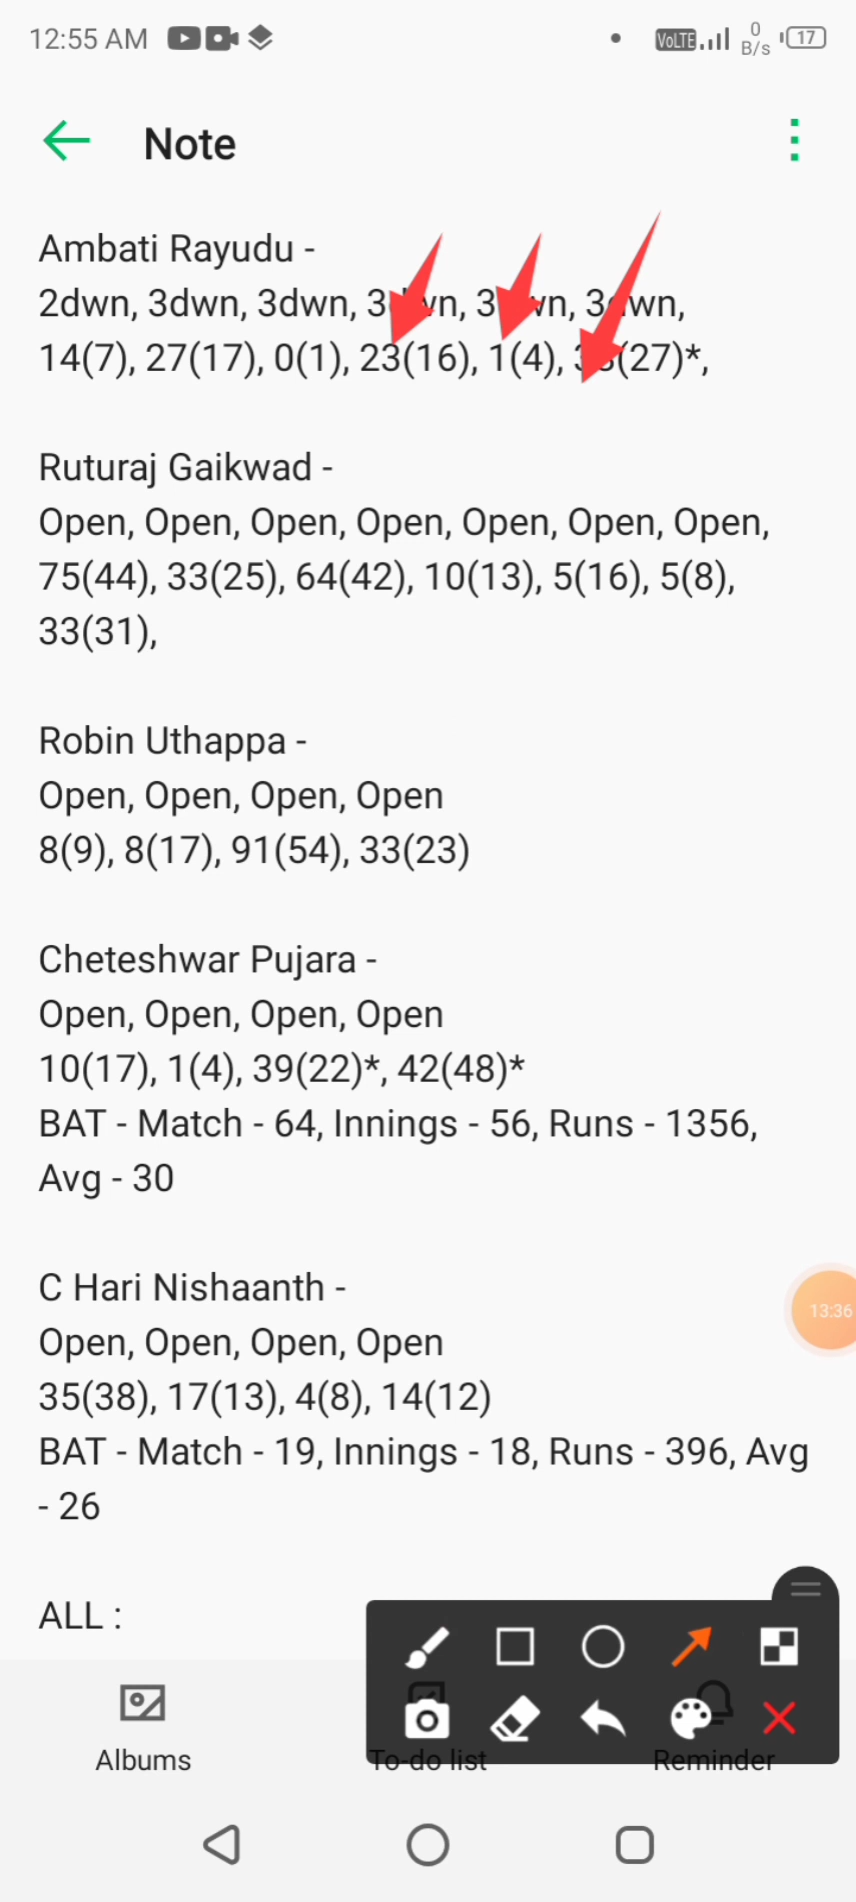 12:55 AM VoLTE 0 B/s 17
Note
Ambati Rayudu -
2dwn, 3dwn, 3dwn,
14(7), 27(17), 0(1), 23(16), 1(4), (27)*,
Ruturaj Gaikwad -
Open, Open, Open, Open, Open, Open, Open,
75(44), 33(25), 64(42), 10(13), 5(16), 5(8),
33(31),
Robin Uthappa -
Open, Open, Open, Open
8(9), 8(17), 91(54), 33(23)
Cheteshwar Pujara -
Open, Open, Open, Open
10(17), 1(4), 39(22)*, 42(48)*
BAT - Match - 64, Innings - 56, Runs - 1356,
Avg - 30
C Hari Nishaanth -
Open, Open, Open, Open
35(38), 17(13), 4(8), 14(12)
BAT - Match - 19, Innings - 18, Runs - 396, Avg
- 26
13:36
ALL :
Albums To-do list Reminder